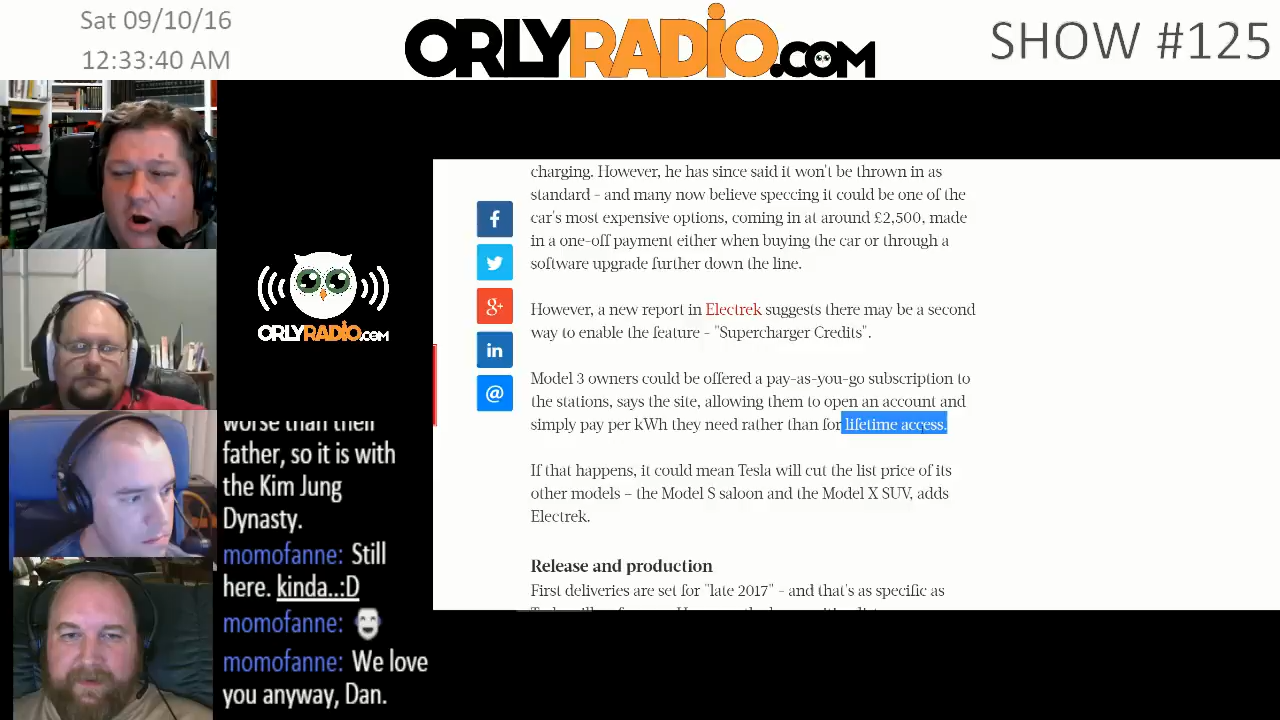 Sat 09/10/16
12:33:40 AM
ORLYRADiO.COM
SHOW #125
charging. However, he has since said it won't be thrown in as
standard - and many now believe speccing it could be one of the
car's most expensive options, coming in at around £2,500, made
in a one-off payment either when buying the car or through a
software upgrade further down the line.
However, a new report in Electrek suggests there may be a second
way to enable the feature - "Supercharger Credits".
Model 3 owners could be offered a pay-as-you-go subscription to
the stations, says the site, allowing them to open an account and
simply pay per kWh they need rather than for lifetime access.
If that happens, it could mean Tesla will cut the list price of its
other models – the Model S saloon and the Model X SUV, adds
Electrek.
Release and production
First deliveries are set for "late 2017" - and that's as specific as
f
g+
in
@
ORLYRADiO.COM
worse than their
father, so it is with
the Kim Jung
Dynasty.
momofanne: Still
here. kinda..:D
momofanne:
momofanne: We love
you anyway, Dan.